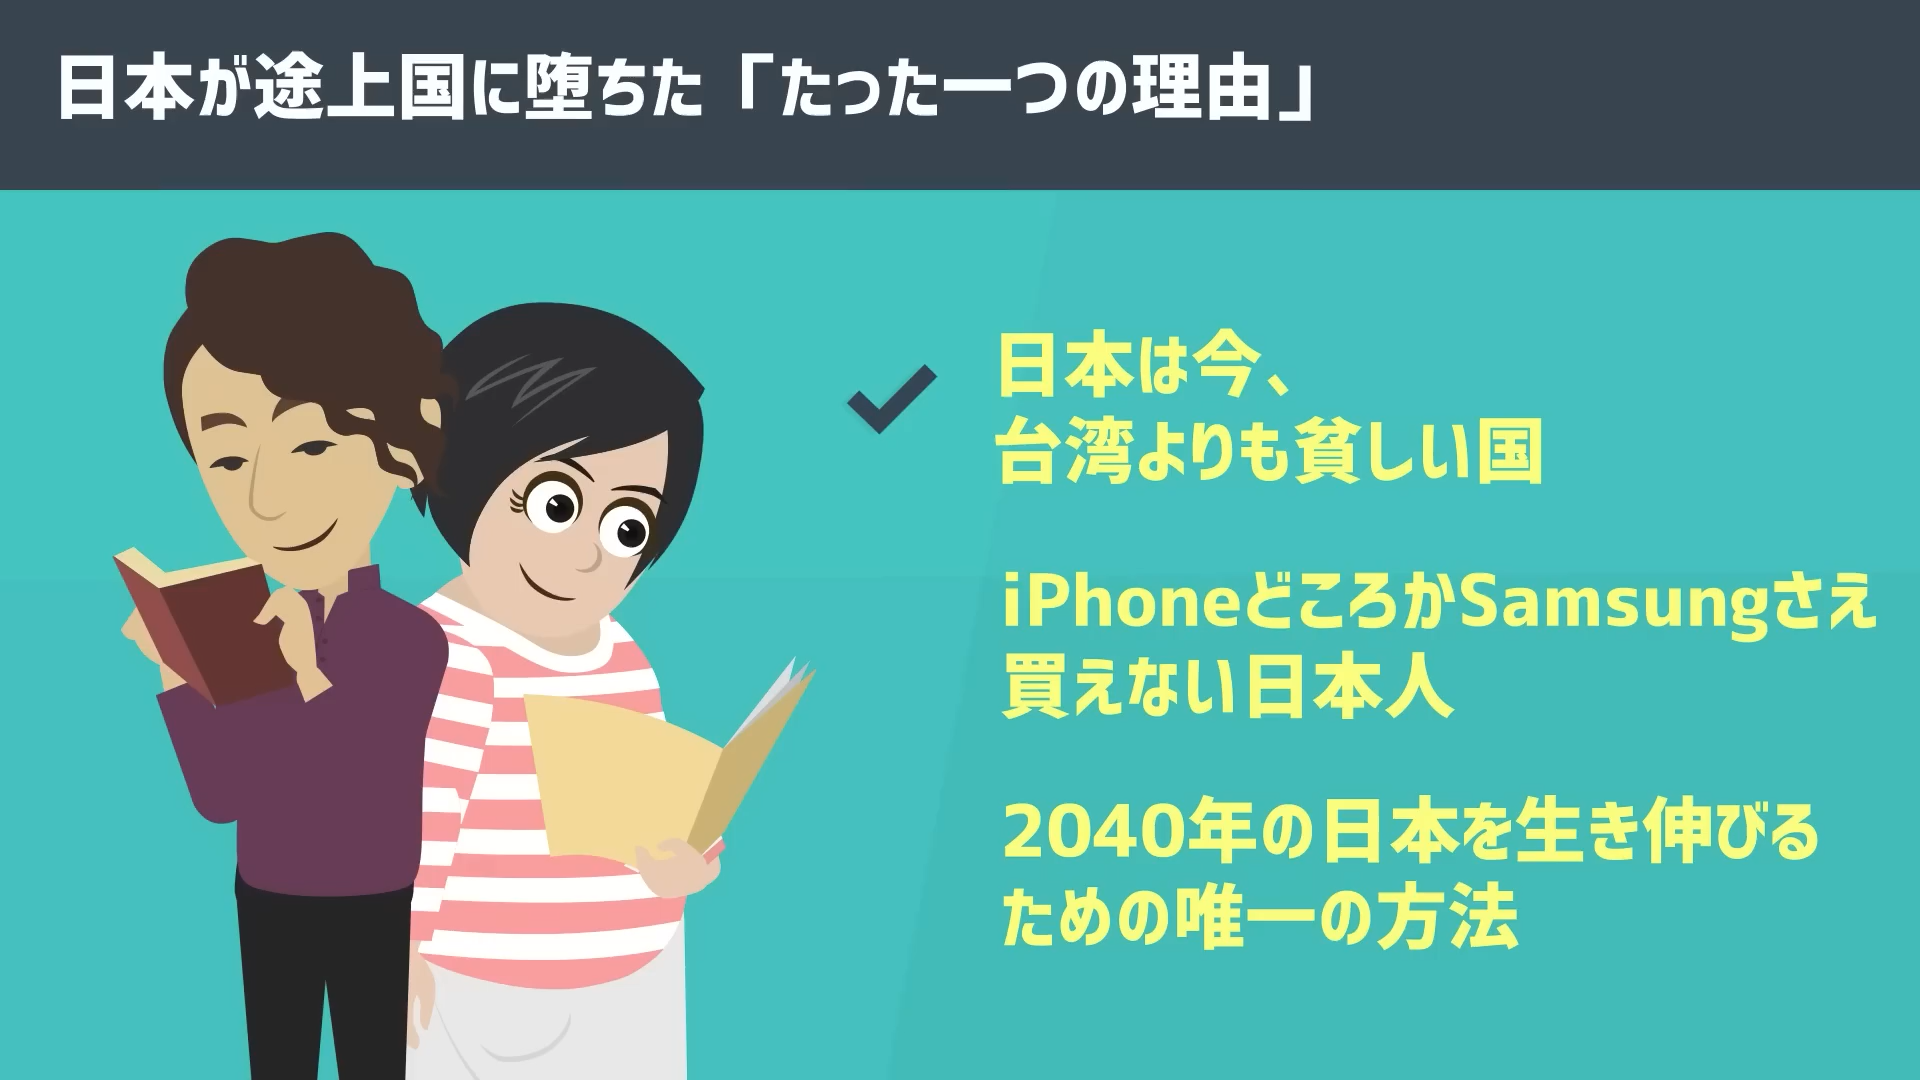 日本が途上国に堕ちた「たった一つの理由」
日本は今、
台湾よりも貧しい国
iPhoneどころかSamsungさえ
買えない日本人
2040年の日本を生き伸びる
ための唯一の方法